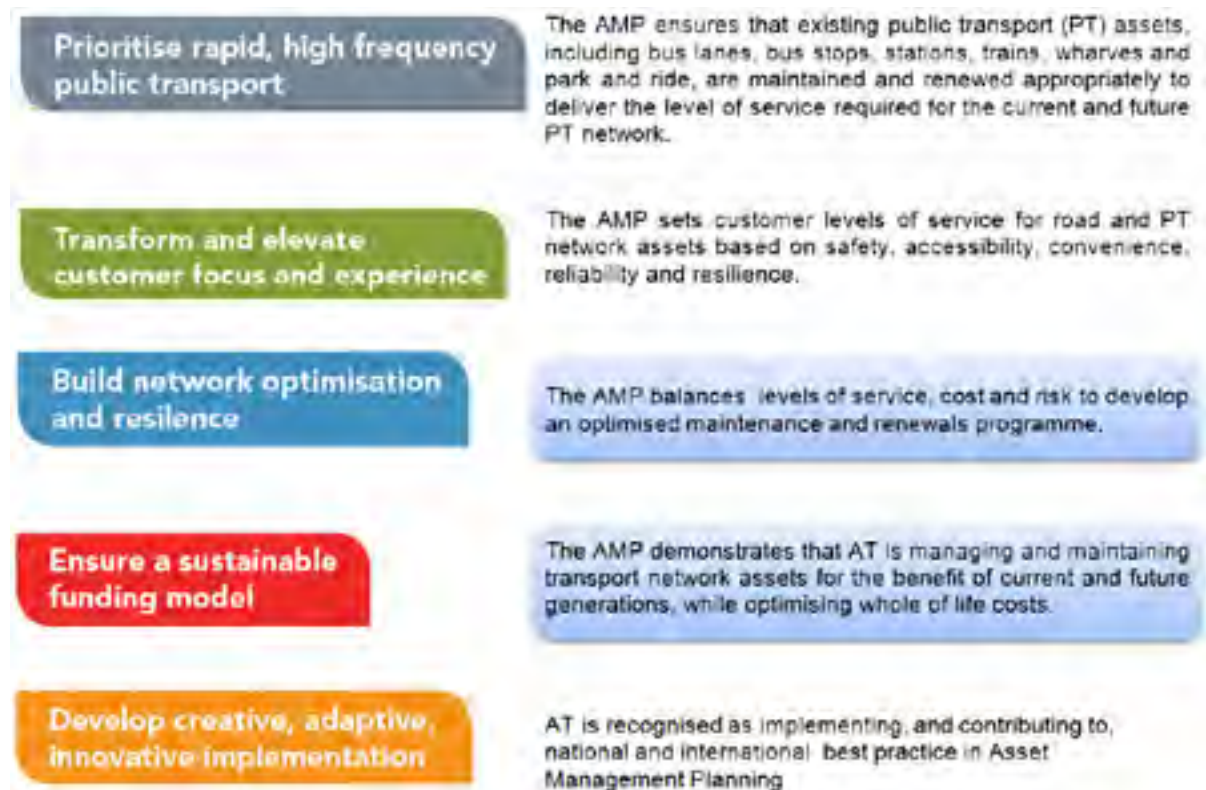 Prioritise rapid, high frequency
public transport
The AMP ensures that existing public transport (PT) assets,
including bus lanes, bus stops, stations, trains, wharves and
park and ride, are maintained and renewed appropriately to
deliver the level of service required for the current and future
PT network.
Transform and elevate
customer focus and experience
The AMP sets customer levels of service for road and PT
network assets based on safety, accessibility, convenience,
reliability and resilience.
Build network optimisation
and resilence
The AMP balances levels of service, cost and risk to develop
an optimised maintenance and renewals programme.
Ensure a sustainable
funding model
The AMP demonstrates that AT is managing and maintaining
transport network assets for the benefit of current and future
generations, while optimising whole of life costs.
Develop creative, adaptive,
innovative implementation
AT is recognised as implementing, and contributing to,
national and international best practice in Asset
Management Planning